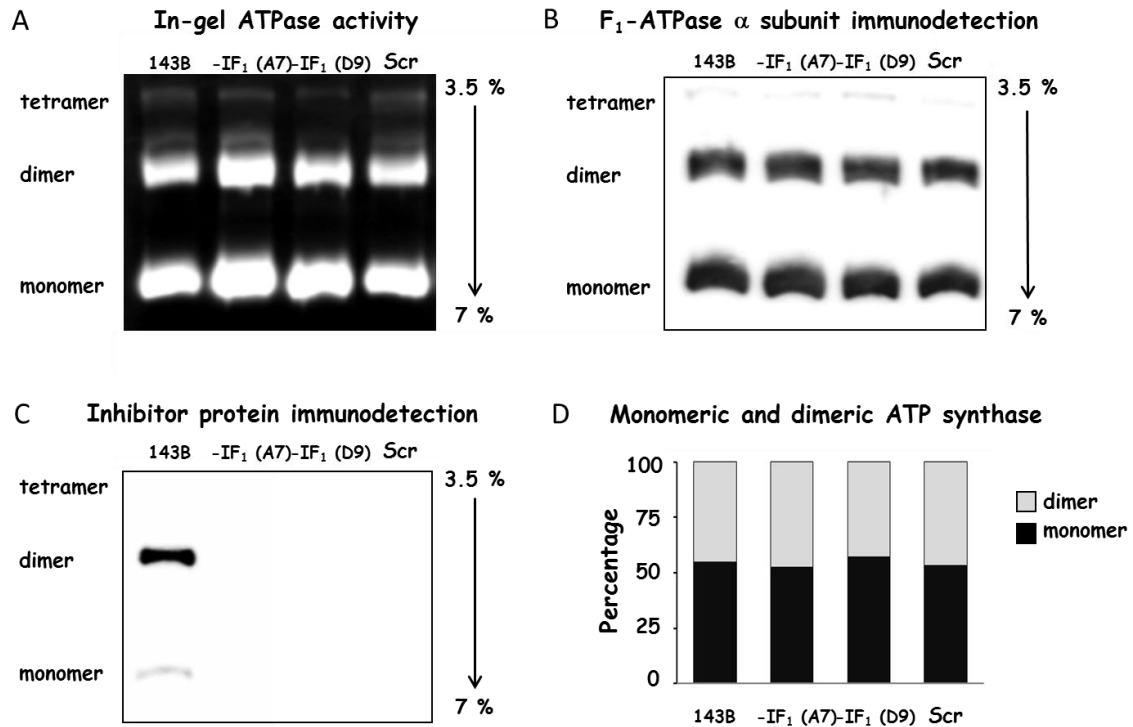 A
In-gel ATPase activity
143B -IF₁ (A7) -IF₁ (D9) Scr
tetramer
dimer
monomer
3.5 %
7 %
B
F₁-ATPase α subunit immunodetection
143B -IF₁ (A7) -IF₁ (D9) Scr
tetramer
dimer
monomer
3.5 %
7 %
C
Inhibitor protein immunodetection
143B -IF₁ (A7) -IF₁ (D9) Scr
tetramer
dimer
monomer
3.5 %
7 %
D
Monomeric and dimeric ATP synthase
Percentage
100
75
50
25
0
143B -IF₁ (A7) -IF₁ (D9) Scr
dimer
monomer